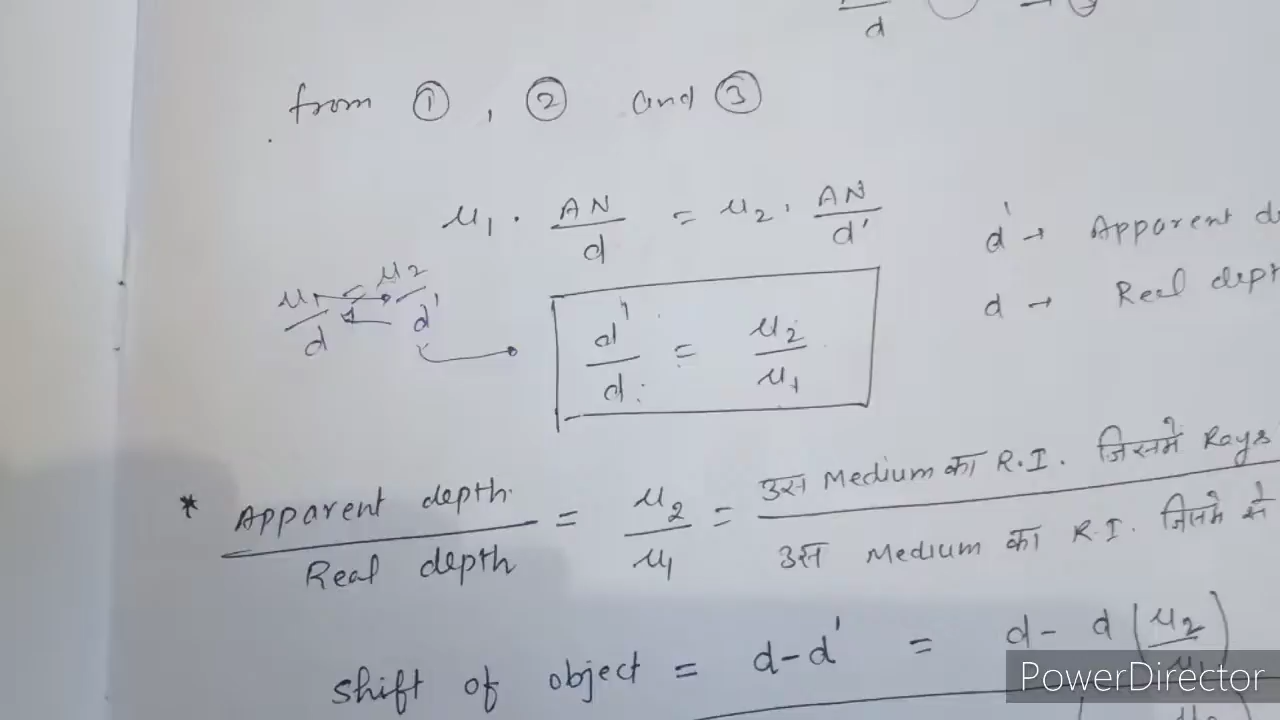 d
from ① , ② and ③
μ₁ · AN/d = μ₂ · AN/d'
d' → Apparent
μ₁/d = μ₂/d'
d → Real
d'/d = μ₂/μ₁
* Apparent depth / Real depth = μ₂/μ₁ = उस Medium का R.I. जिसमे Rays / उस Medium का R.I. जिसमे से
shift of object = d-d' = d - d (μ₂/μ₁)
PowerDirector